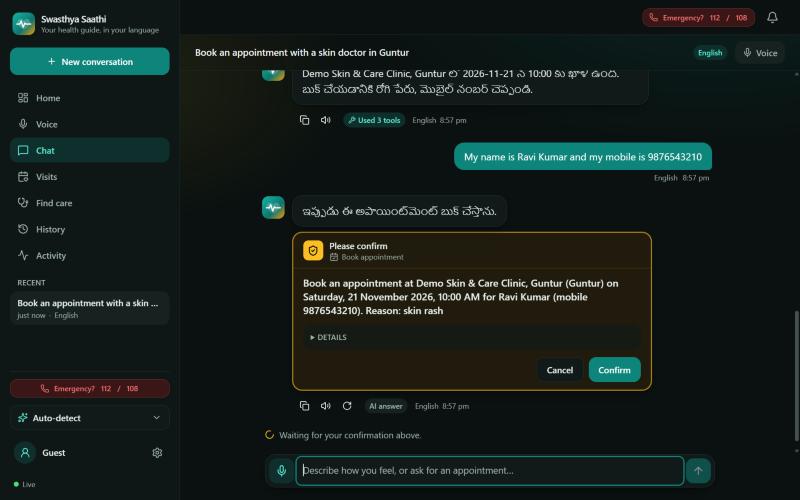 Swasthya Saathi
Your health guide, in your language
+ New conversation
Home
Voice
Chat
Visits
Find care
History
Activity
RECENT
Book an appointment with a skin ...
just now · English
Emergency? 112 / 108
Auto-detect
Guest
Live
Emergency? 112 / 108
Book an appointment with a skin doctor in Guntur
English
Voice
Demo Skin & Care Clinic, Guntur లో 2026-11-21 న 10:00 కు ఖాళీ ఉంది.
బుక్ చేయడానికి రోగి పేరు, మొబైల్ నంబర్ చెప్పండి.
Used 3 tools
English 8:57 pm
My name is Ravi Kumar and my mobile is 9876543210
English 8:57 pm
ఇప్పుడు ఈ అపాయింట్‌మెంట్ బుక్ చేస్తాను.
Please confirm
Book appointment
Book an appointment at Demo Skin & Care Clinic, Guntur (Guntur) on
Saturday, 21 November 2026, 10:00 AM for Ravi Kumar (mobile
9876543210). Reason: skin rash
DETAILS
Cancel
Confirm
AI answer
English 8:57 pm
Waiting for your confirmation above.
Describe how you feel, or ask for an appointment...